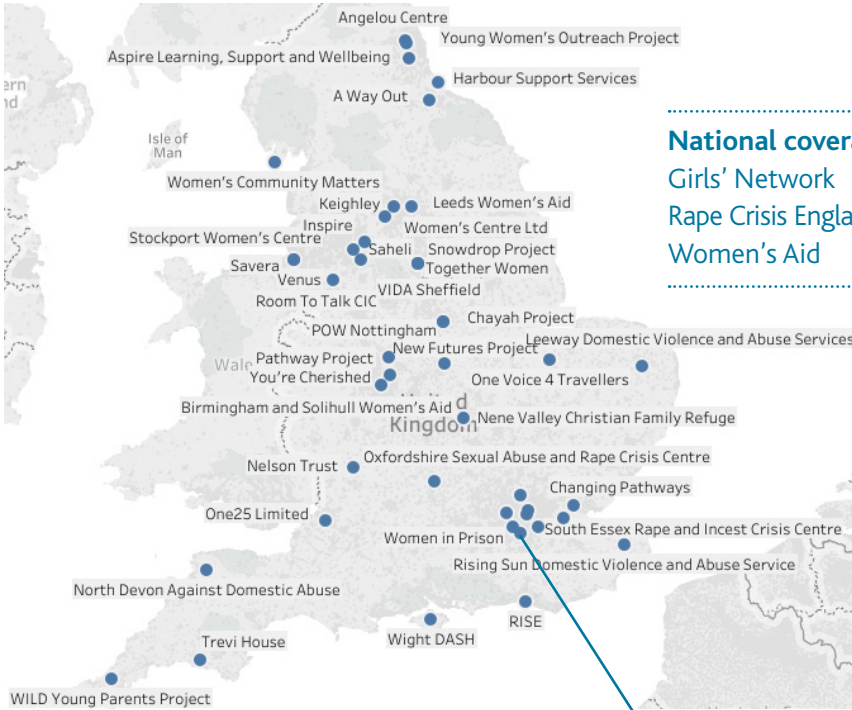 Angelou Centre
Young Women's Outreach Project
Aspire Learning, Support and Wellbeing
Harbour Support Services
A Way Out
Isle of
Man
National
Girls' Network
Rape Crisis
Women's Aid
Women's Community Matters
Keighley
Leeds Women's Aid
Inspire
Women's Centre Ltd
Stockport Women's Centre
Saheli
Snowdrop Project
Savera
Together Women
Venus
VIDA Sheffield
Room To Talk CIC
Chayah Project
POW Nottingham
Leeway Domestic Violence and Abuse Services
New Futures Project
Pathway Project
You're Cherished
One Voice 4 Travellers
Birmingham and Solihull Women's Aid
Kingdom
Nene Valley Christian Family Refuge
Oxfordshire Sexual Abuse and Rape Crisis Centre
Nelson Trust
Changing Pathways
One25 Limited
South Essex Rape and Incest Crisis Centre
Women in Prison
Rising Sun Domestic Violence and Abuse Service
North Devon Against Domestic Abuse
RISE
Wight DASH
Trevi House
WILD Young Parents Project